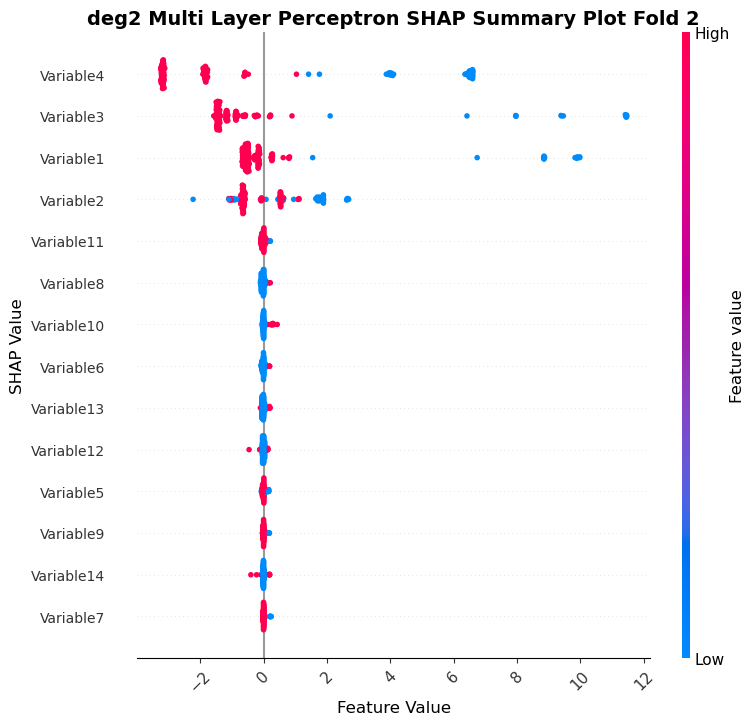 deg2 Multi Layer Perceptron SHAP Summary Plot Fold 2
High
Variable4
Variable3
Variable1
Variable2
Variable11
Variable8
Variable10
Variable6
Variable13
Variable12
Variable5
Variable9
Variable14
Variable7
SHAP Value
Feature value
Low
−2
0
2
4
6
8
10
12
Feature Value